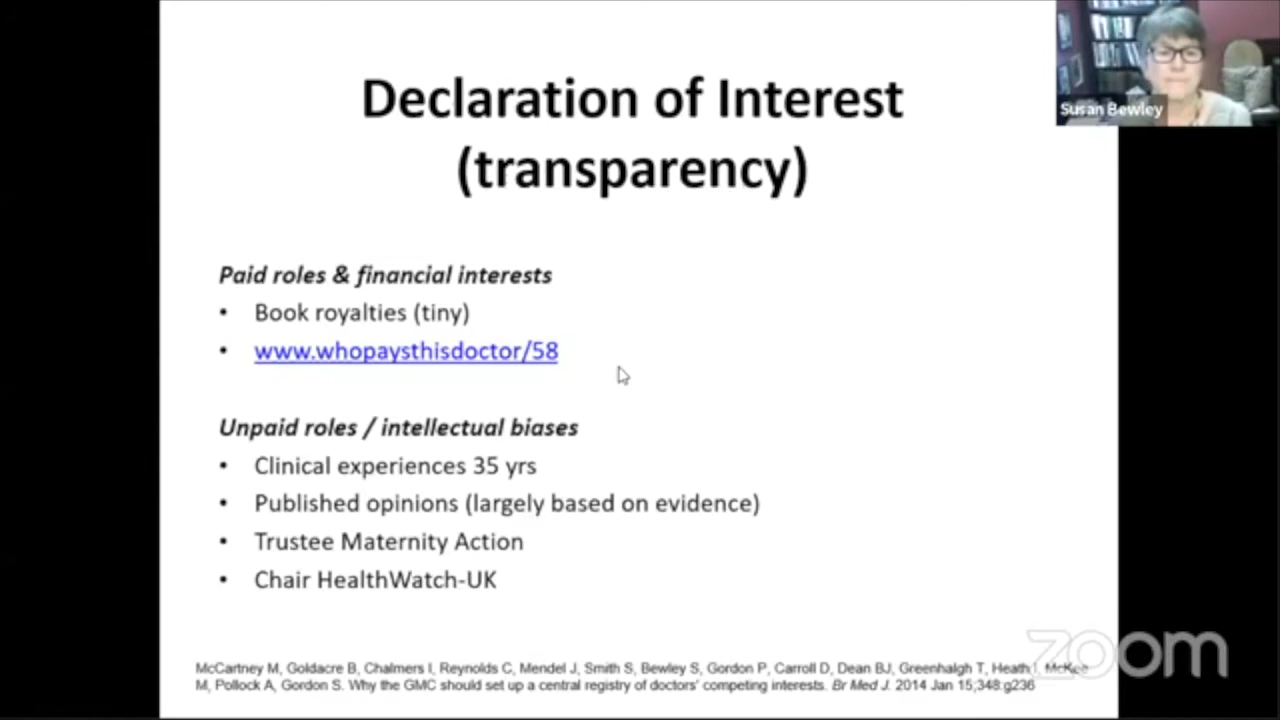 Declaration of Interest
(transparency)
Susan Bewley
Paid roles & financial interests
• Book royalties (tiny)
• www.whopaysthisdoctor/58
Unpaid roles / intellectual biases
• Clinical experiences 35 yrs
• Published opinions (largely based on evidence)
• Trustee Maternity Action
• Chair HealthWatch-UK
McCartney M, Goldacre B, Chalmers I, Reynolds C, Mendel J, Smith S, Bewley S, Gordon P, Carroll D, Dean BJ, Greenhalgh T, Heath I, McKee
M, Pollock A, Gordon S. Why the GMC should set up a central registry of doctors' competing interests. Br Med J. 2014 Jan 15;348:g236
zoom